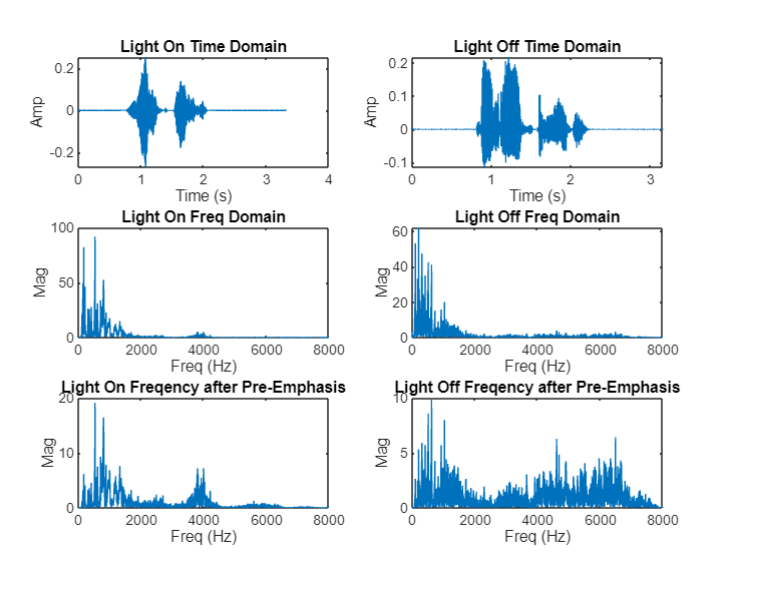 Light On Time Domain
0.2
0
-0.2
Amp
0 1 2 3 4
Time (s)
Light Off Time Domain
0.2
0.1
0
-0.1
Amp
0 1 2 3
Time (s)
Light On Freq Domain
100
50
0
Mag
0 2000 4000 6000 8000
Freq (Hz)
Light Off Freq Domain
60
40
20
0
Mag
0 2000 4000 6000 8000
Freq (Hz)
Light On Freqency after Pre-Emphasis
20
10
0
Mag
0 2000 4000 6000 8000
Freq (Hz)
Light Off Freqency after Pre-Emphasis
10
5
0
Mag
0 2000 4000 6000 8000
Freq (Hz)